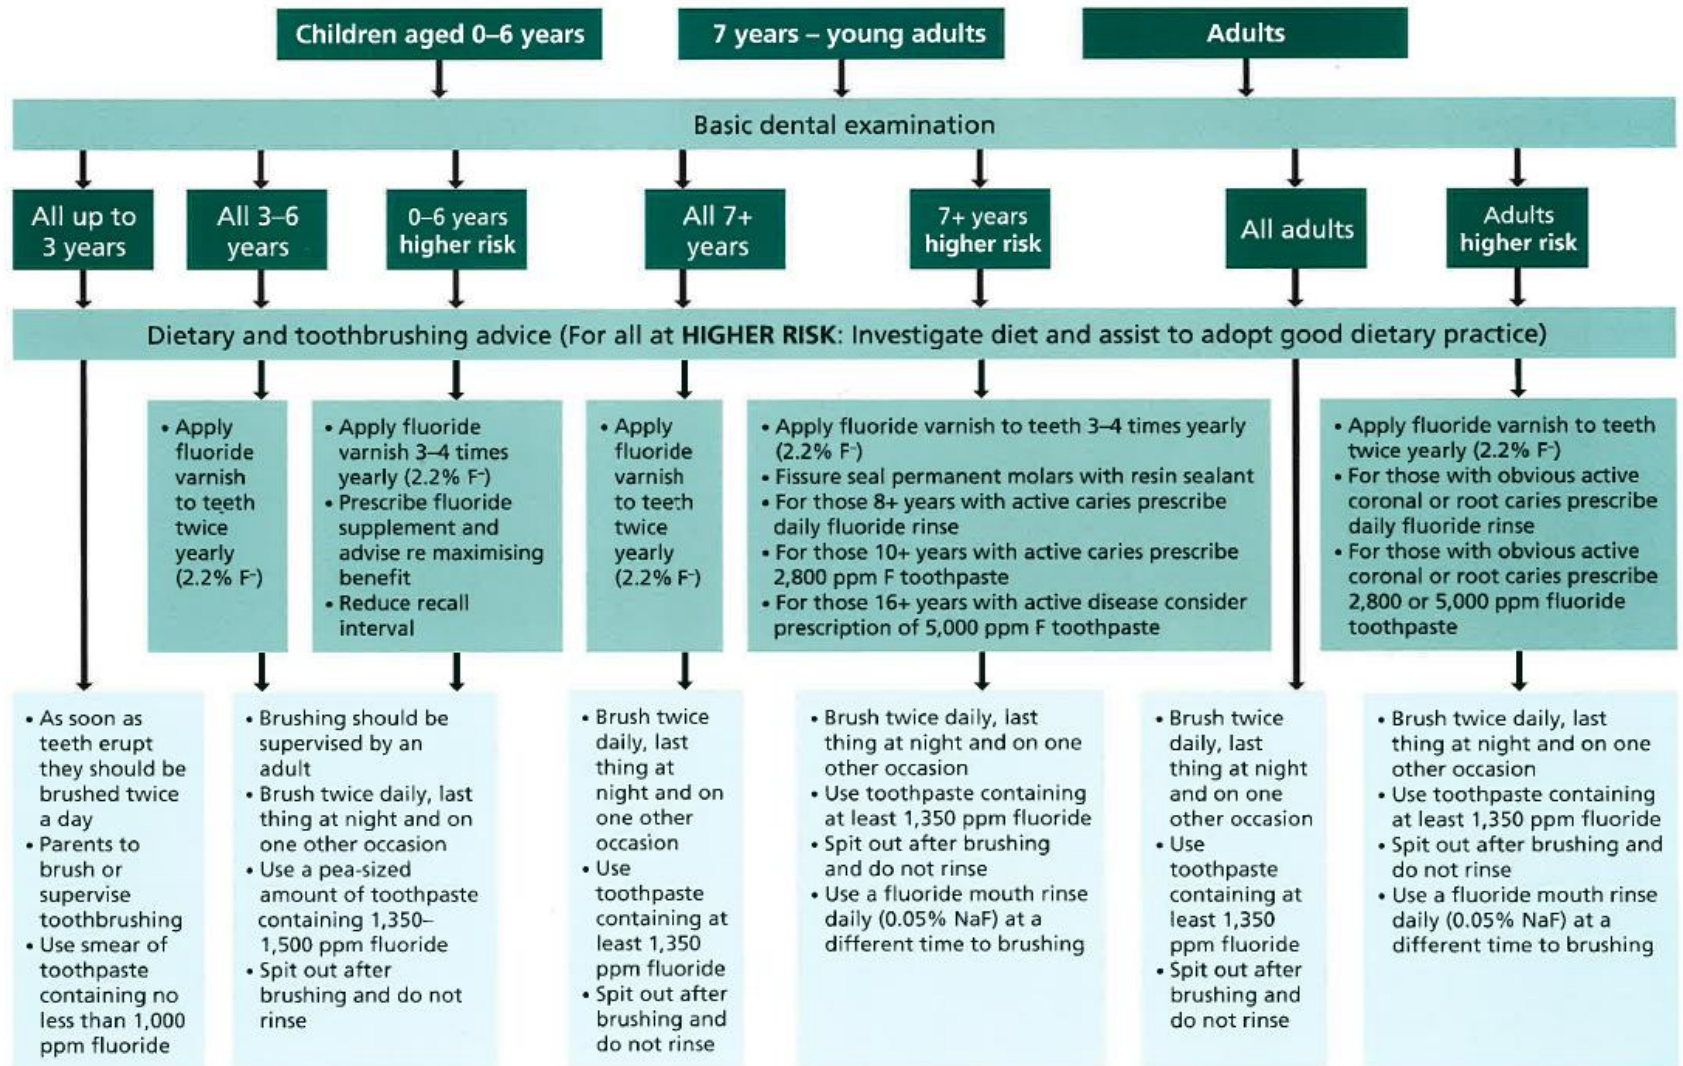 Children aged 0–6 years
7 years – young adults
Adults
Basic dental examination
All up to
3 years
All 3–6
years
0–6 years
higher risk
All 7+
years
7+ years
higher risk
All adults
Adults
higher risk
Dietary and toothbrushing advice (For all at HIGHER RISK: Investigate diet and assist to adopt good dietary practice)
• Apply
fluoride
varnish
to teeth
twice
yearly
(2.2% F⁻)
• Apply fluoride
varnish 3–4 times
yearly (2.2% F⁻)
• Prescribe fluoride
supplement and
advise re maximising
benefit
• Reduce recall
interval
• Apply
fluoride
varnish
to teeth
twice
yearly
(2.2% F⁻)
• Apply fluoride varnish to teeth 3–4 times yearly
(2.2% F⁻)
• Fissure seal permanent molars with resin sealant
• For those 8+ years with active caries prescribe
daily fluoride rinse
• For those 10+ years with active caries prescribe
2,800 ppm F toothpaste
• For those 16+ years with active disease consider
prescription of 5,000 ppm F toothpaste
• Apply fluoride varnish to teeth
twice yearly (2.2% F⁻)
• For those with obvious active
coronal or root caries prescribe
daily fluoride rinse
• For those with obvious active
coronal or root caries prescribe
2,800 or 5,000 ppm fluoride
toothpaste
• As soon as
teeth erupt
they should be
brushed twice
a day
• Parents to
brush or
supervise
toothbrushing
• Use smear of
toothpaste
containing no
less than 1,000
ppm fluoride
• Brushing should be
supervised by an
adult
• Brush twice daily, last
thing at night and on
one other occasion
• Use a pea-sized
amount of toothpaste
containing 1,350–
1,500 ppm fluoride
• Spit out after
brushing and do not
rinse
• Brush twice
daily, last
thing at
night and on
one other
occasion
• Use
toothpaste
containing at
least 1,350
ppm fluoride
• Spit out after
brushing and
do not rinse
• Brush twice daily, last
thing at night and on one
other occasion
• Use toothpaste containing
at least 1,350 ppm fluoride
• Spit out after brushing
and do not rinse
• Use a fluoride mouth rinse
daily (0.05% NaF) at a
different time to brushing
• Brush twice
daily, last
thing at night
and on one
other occasion
• Use
toothpaste
containing at
least 1,350
ppm fluoride
• Spit out after
brushing and
do not rinse
• Brush twice daily, last
thing at night and on one
other occasion
• Use toothpaste containing
at least 1,350 ppm fluoride
• Spit out after brushing and
do not rinse
• Use a fluoride mouth rinse
daily (0.05% NaF) at a
different time to brushing